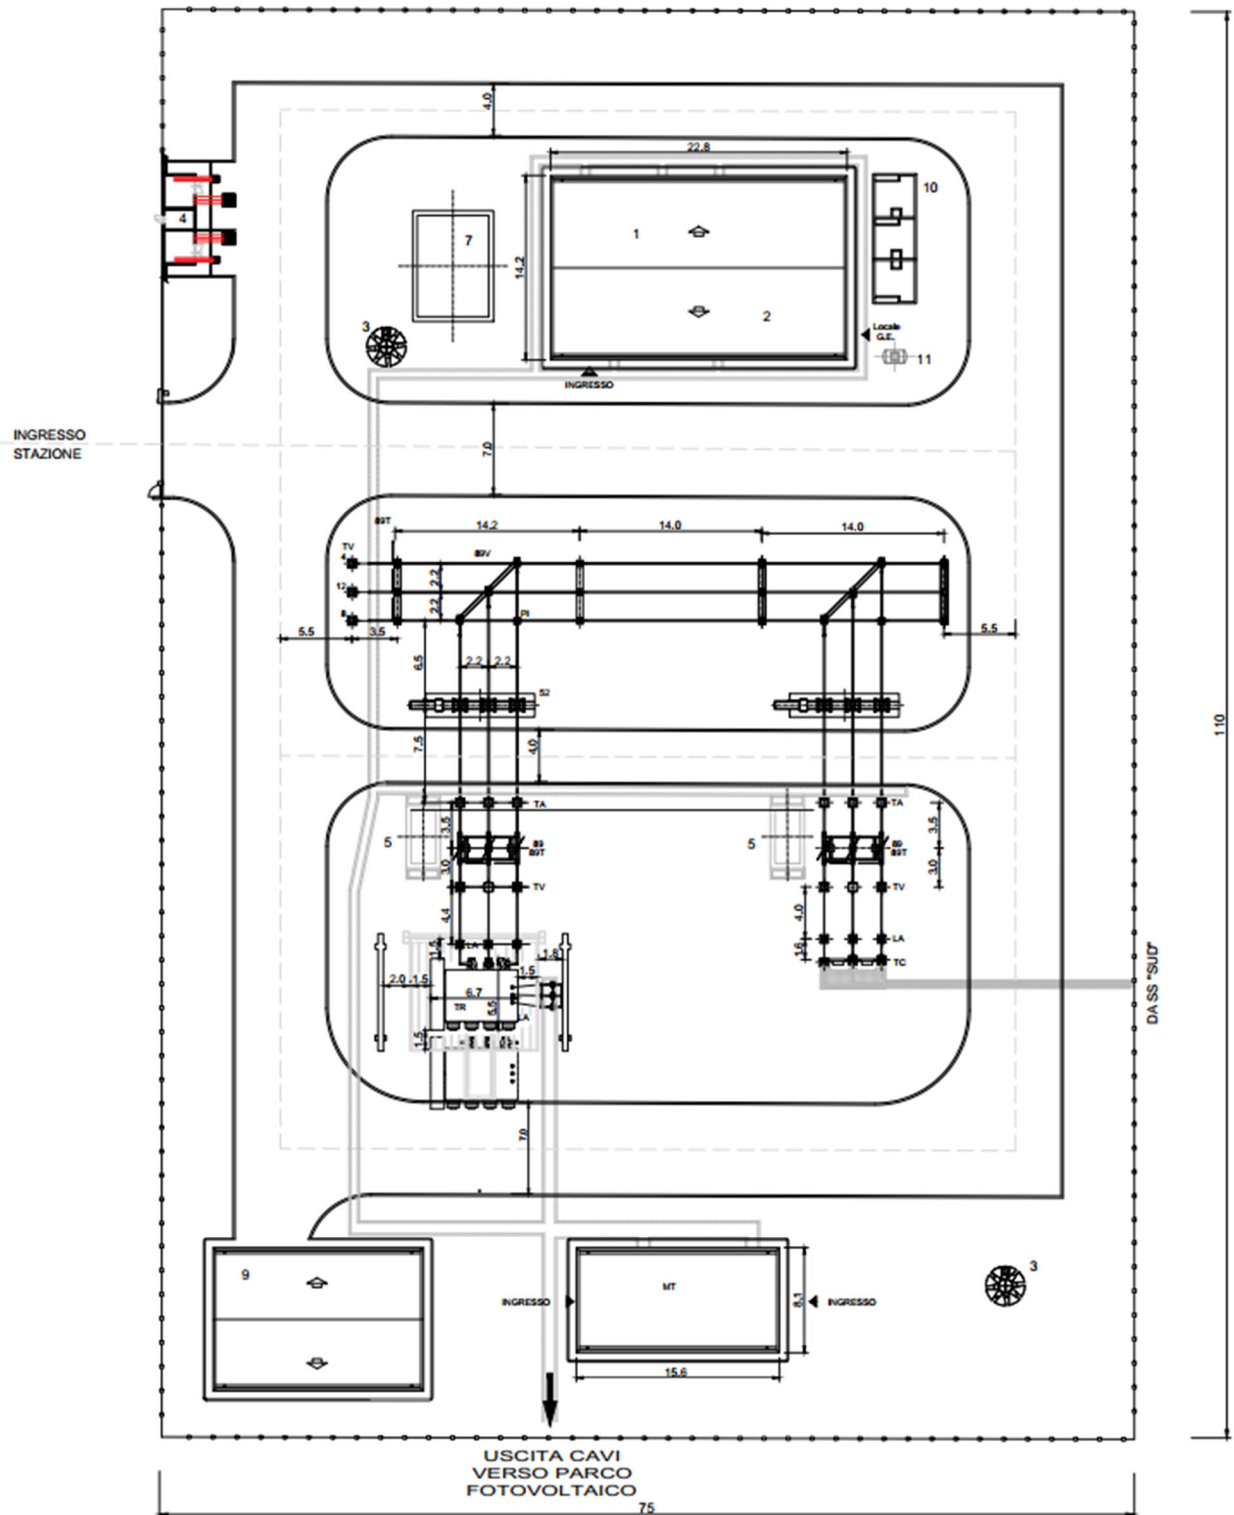 4.0
22.8
10
1
7
4
14.2
2
3
Locale
G.E.
11
INGRESSO
INGRESSO
STAZIONE
7.0
89T
14.2
14.0
14.0
TV
4
89V
2.2
12
2.2
8
PI
5.5
3.5
5.5
6.5
2.2
2.2
52
7.5
4.0
110
TA
TA
3.5
3.5
5
89
89T
5
89
89T
3.0
3.0
TV
TV
4.4
4.0
1.5
LA
LA
1.8
1.6
TC
2.0
1.5
6.7
1.5
TR
5.5
LA
1.5
DA SS "SUD"
7.0
9
MT
3
INGRESSO
8.1
INGRESSO
15.6
USCITA CAVI
VERSO PARCO
FOTOVOLTAICO
75